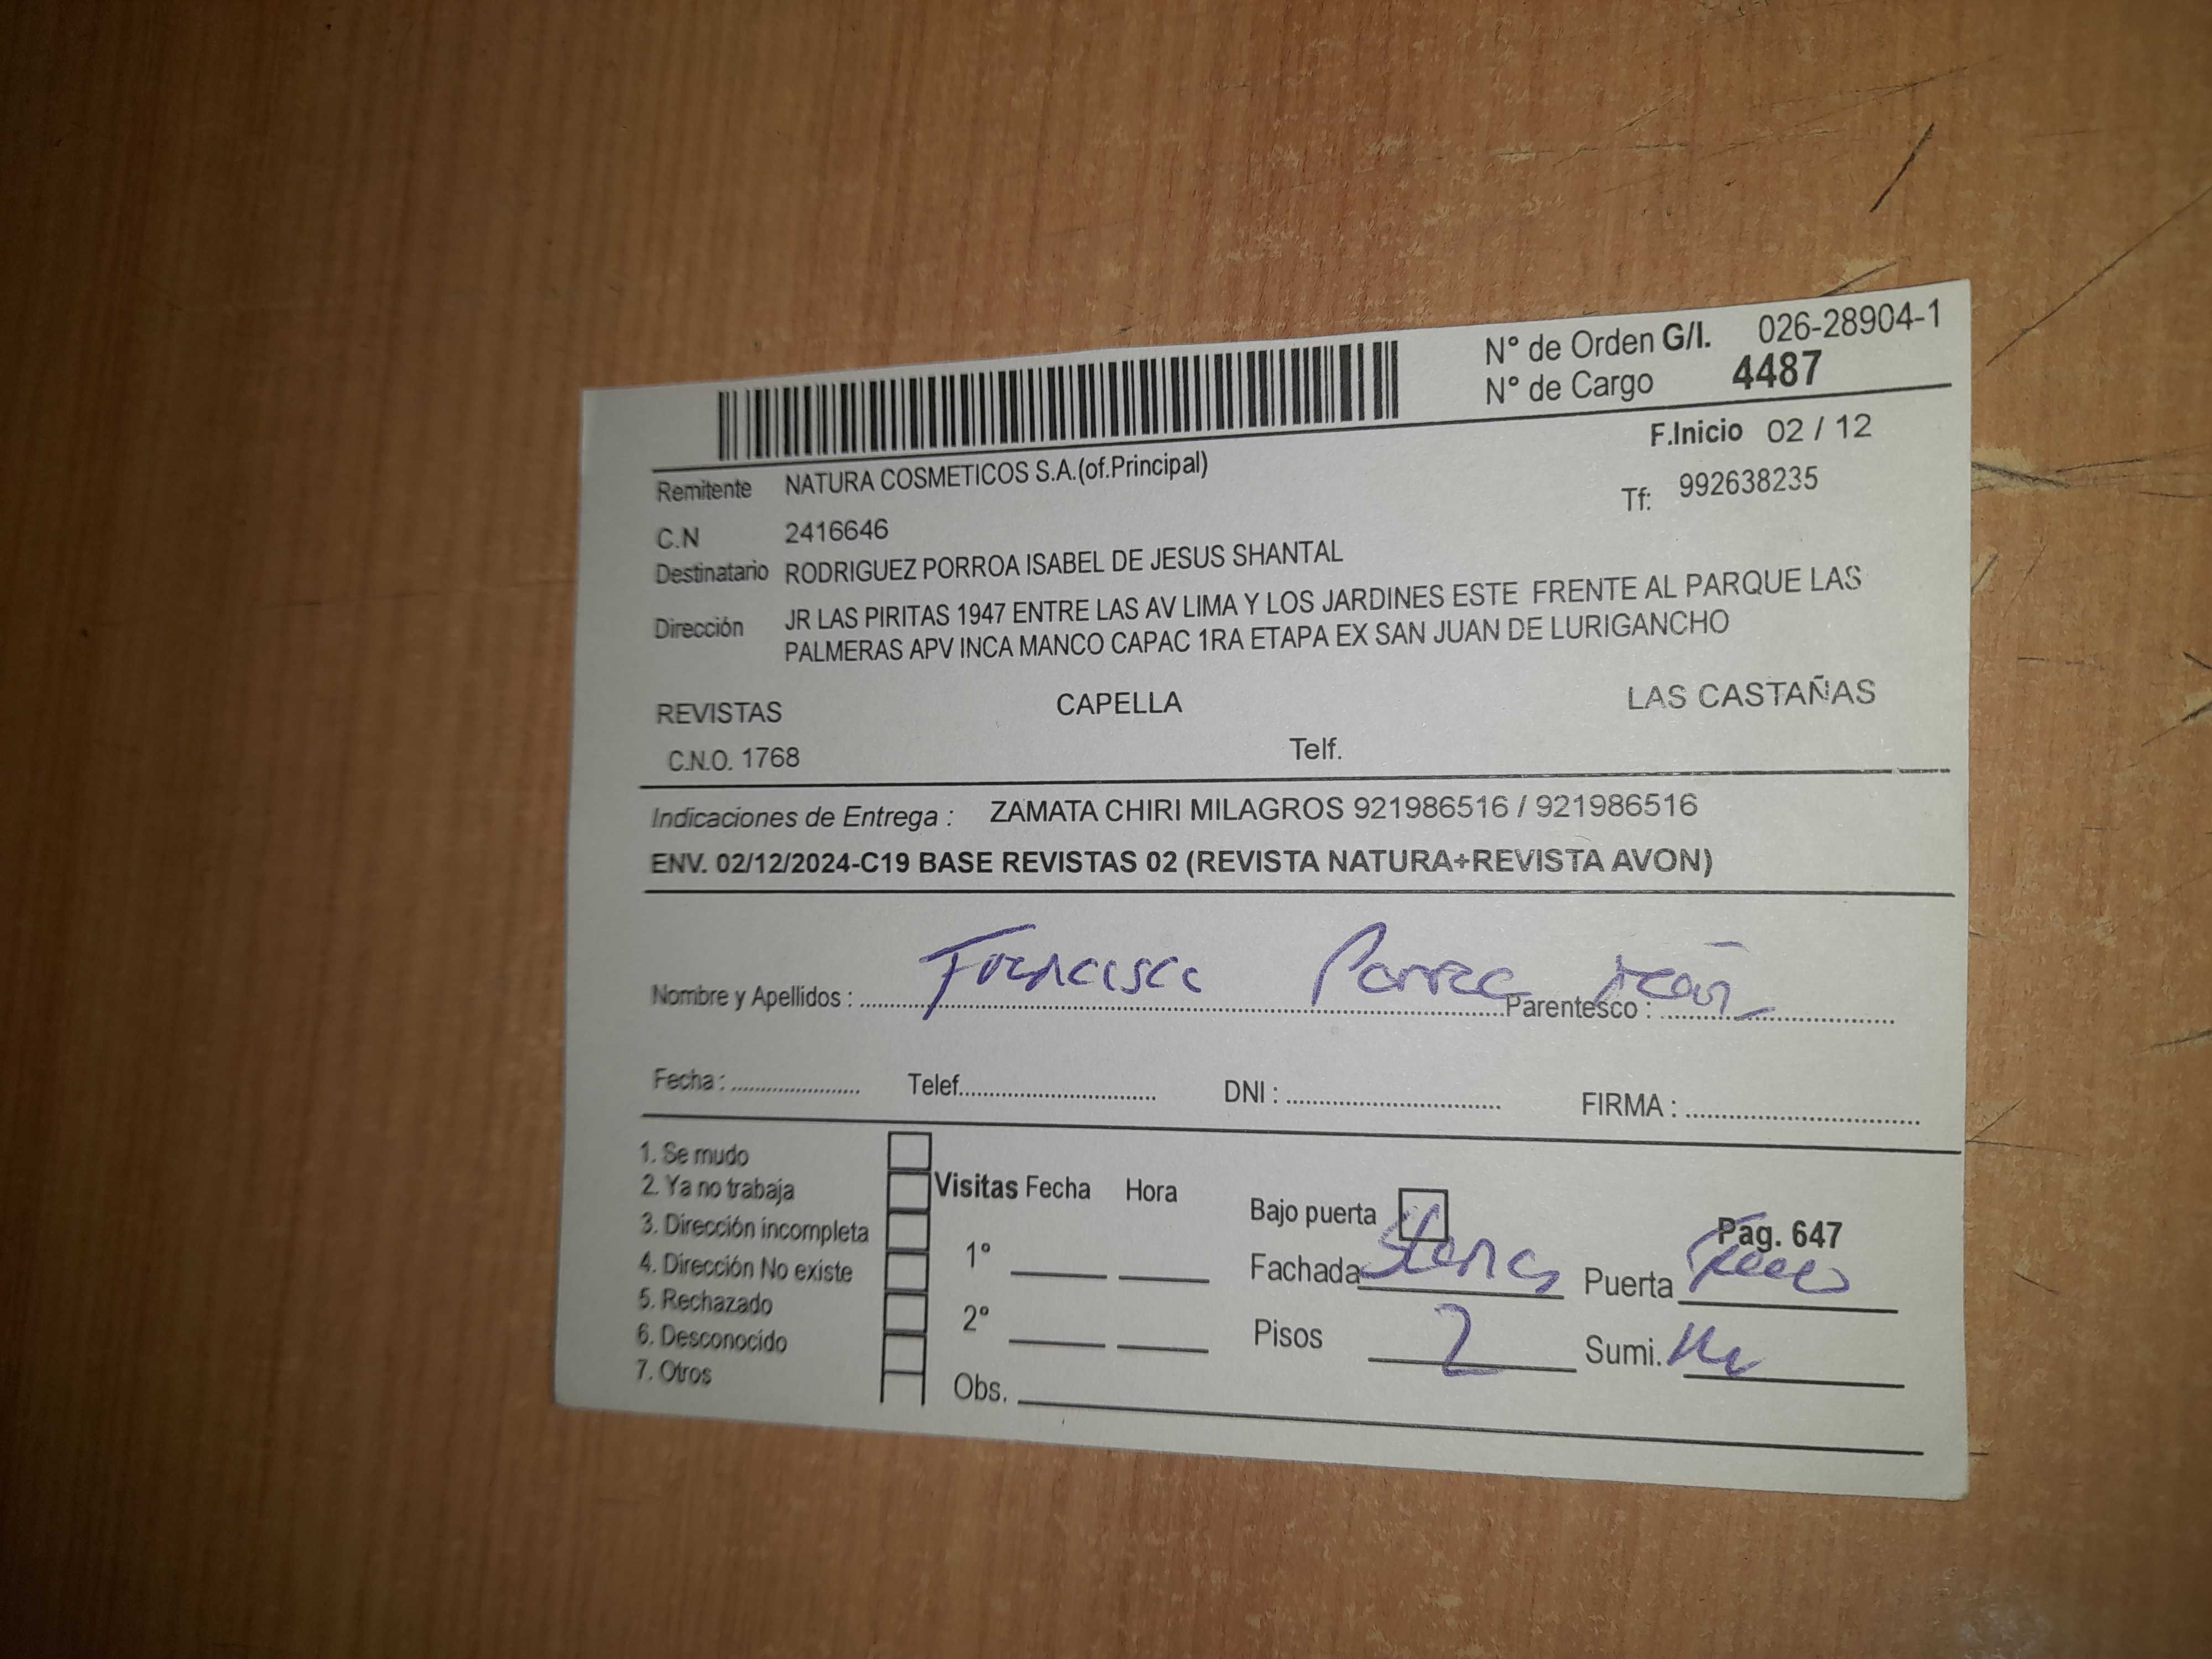 N° de Orden G/I. 026-28904-1
N° de Cargo 4487
F.Inicio 02 / 12
Remitente NATURA COSMETICOS S.A.(of.Principal)
Tf: 992638235
C.N 2416646
Destinatario RODRIGUEZ PORROA ISABEL DE JESUS SHANTAL
Dirección JR LAS PIRITAS 1947 ENTRE LAS AV LIMA Y LOS JARDINES ESTE FRENTE AL PARQUE LAS
PALMERAS APV INCA MANCO CAPAC 1RA ETAPA EX SAN JUAN DE LURIGANCHO
REVISTAS CAPELLA LAS CASTAÑAS
C.N.O. 1768 Telf.
Indicaciones de Entrega : ZAMATA CHIRI MILAGROS 921986516 / 921986516
ENV. 02/12/2024-C19 BASE REVISTAS 02 (REVISTA NATURA+REVISTA AVON)
Nombre y Apellidos : Parentesco :
Fecha : Telef. DNI : FIRMA :
1. Se mudo
2. Ya no trabaja
3. Dirección incompleta
4. Dirección No existe
5. Rechazado
6. Desconocido
7. Otros
Visitas Fecha Hora
1°
2°
Obs.
Bajo puerta
Pag. 647
Fachada Puerta
Pisos 2 Sumi.